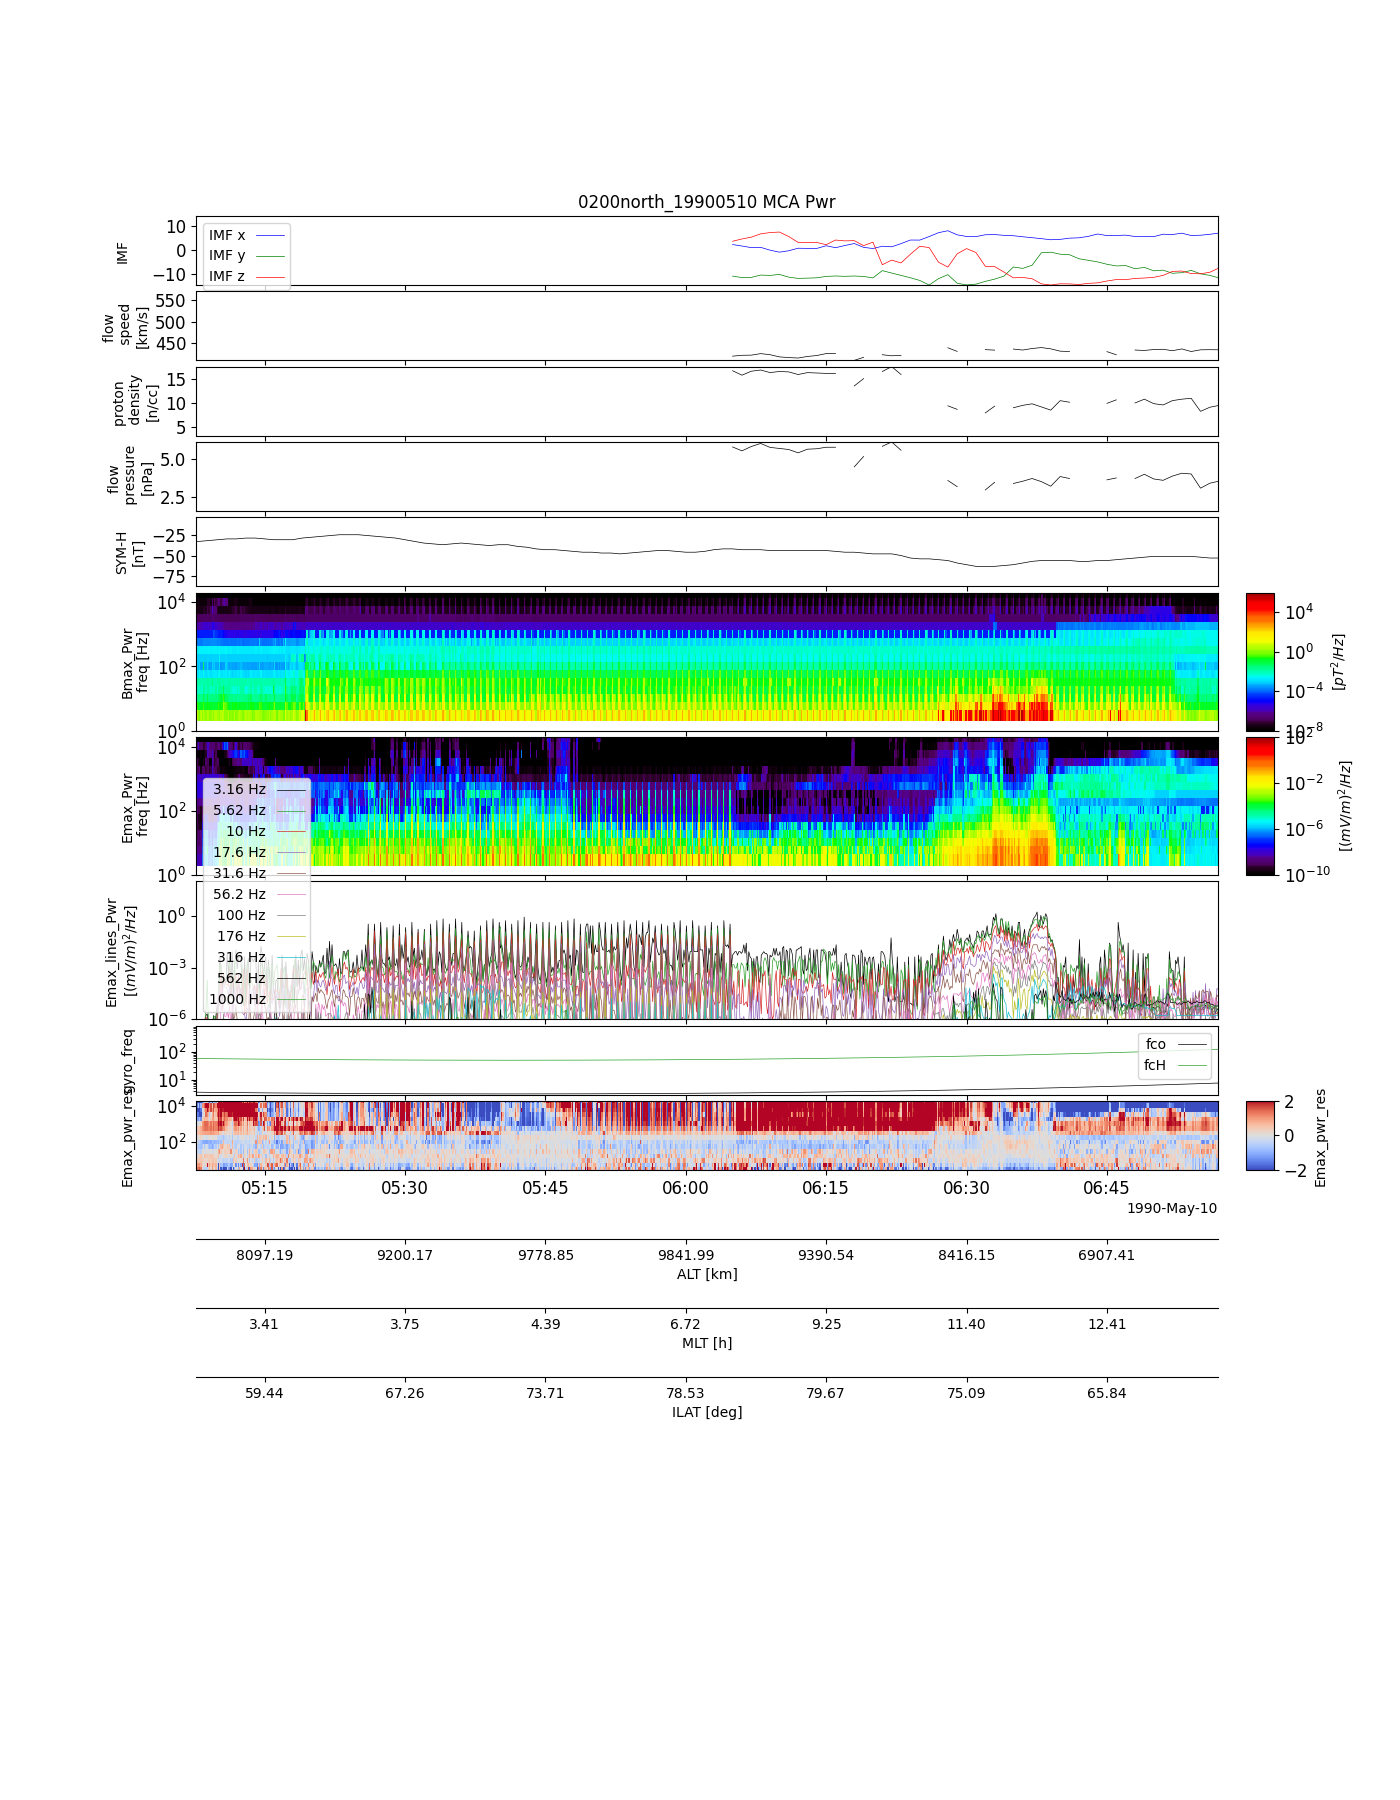 0200north_19900510 MCA Pwr
10
0
−10
IMF
IMF x
IMF y
IMF z
550
500
450
flow
speed
[km/s]
15
10
5
proton
density
[n/cc]
5.0
2.5
flow
pressure
[nPa]
−25
−50
−75
SYM-H
[nT]
10^4
10^2
10^0
Bmax_Pwr
freq [Hz]
10^4
10^0
10^−4
10^−8
[pT^2/Hz]
10^4
10^2
10^0
Emax_Pwr
freq [Hz]
10^2
10^−2
10^−6
10^−10
[(mV/m)^2/Hz]
3.16 Hz
5.62 Hz
10 Hz
17.6 Hz
31.6 Hz
56.2 Hz
100 Hz
176 Hz
316 Hz
562 Hz
1000 Hz
10^0
10^−3
10^−6
Emax_lines_Pwr
[(mV/m)^2/Hz]
10^2
10^1
gyro_freq
fco
fcH
10^4
10^2
Emax_pwr_res
2
0
−2
Emax_pwr_res
05:15 05:30 05:45 06:00 06:15 06:30 06:45
1990-May-10
8097.19 9200.17 9778.85 9841.99 9390.54 8416.15 6907.41
ALT [km]
3.41 3.75 4.39 6.72 9.25 11.40 12.41
MLT [h]
59.44 67.26 73.71 78.53 79.67 75.09 65.84
ILAT [deg]